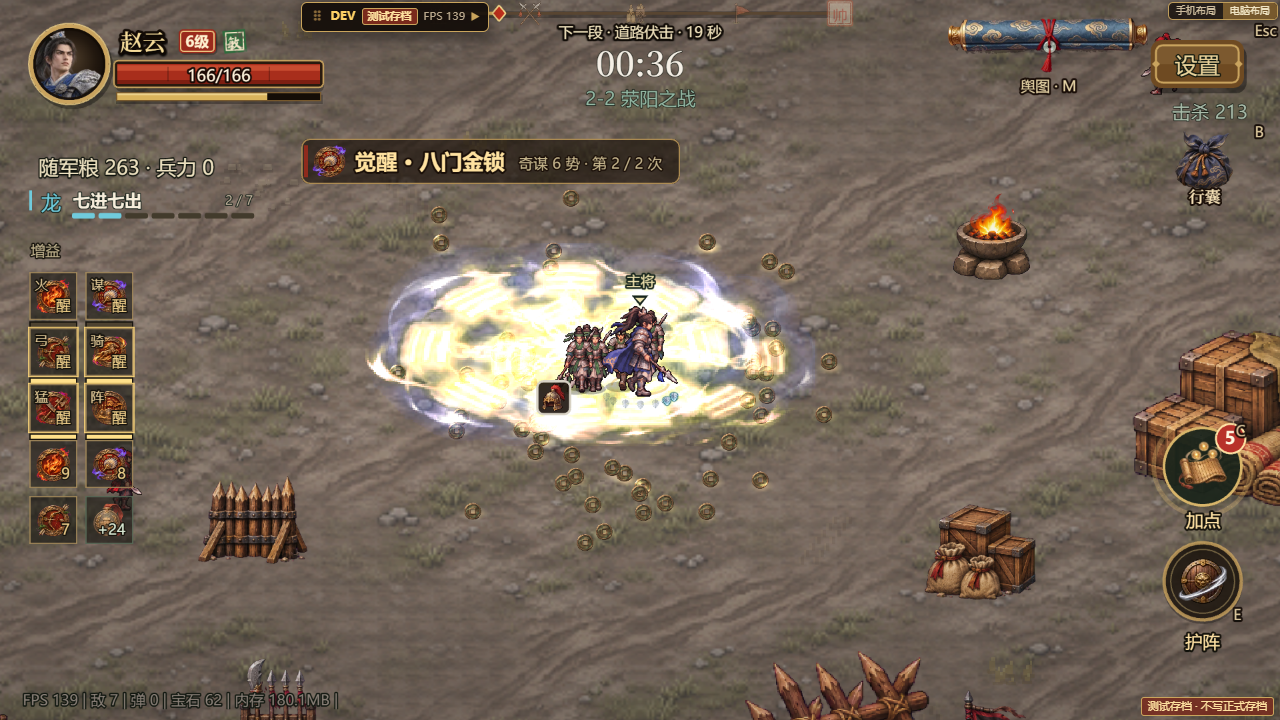 DEV 测试存档 FPS 139 ▶
手机布局 电脑布局
Esc
赵云 6级
166/166
下一段 · 道路伏击 · 19 秒
00:36
2-2 荥阳之战
舆图 · M
设置
击杀 213
B
行囊
随军粮 263 · 兵力 0
龙 七进七出 2/7
觉醒·八门金锁 奇谋 6 势 · 第 2 / 2 次
增益
火 醒 谋 醒
弓 醒 骑 醒
猛 醒 阵 醒
9 8
7 +24
主将
5 C
加点
E
护阵
FPS 139 | 敌 7 | 弹 0 | 宝石 62 | 内存 180.1MB |
测试存档 · 不写正式存档